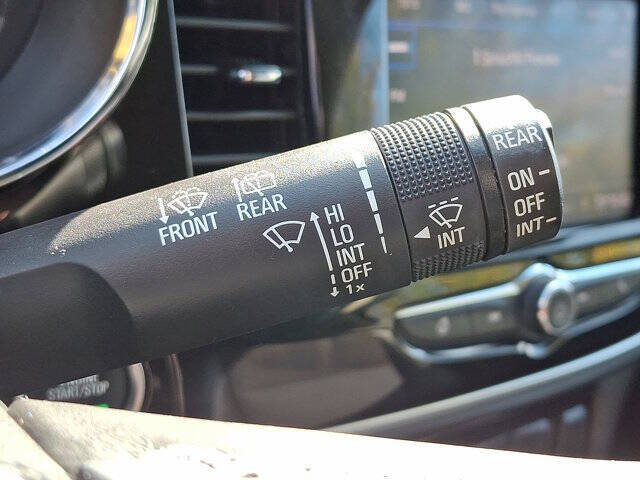 FRONT
REAR
HI
LO
INT
OFF
1x
INT
REAR
ON
OFF
INT
START/STOP